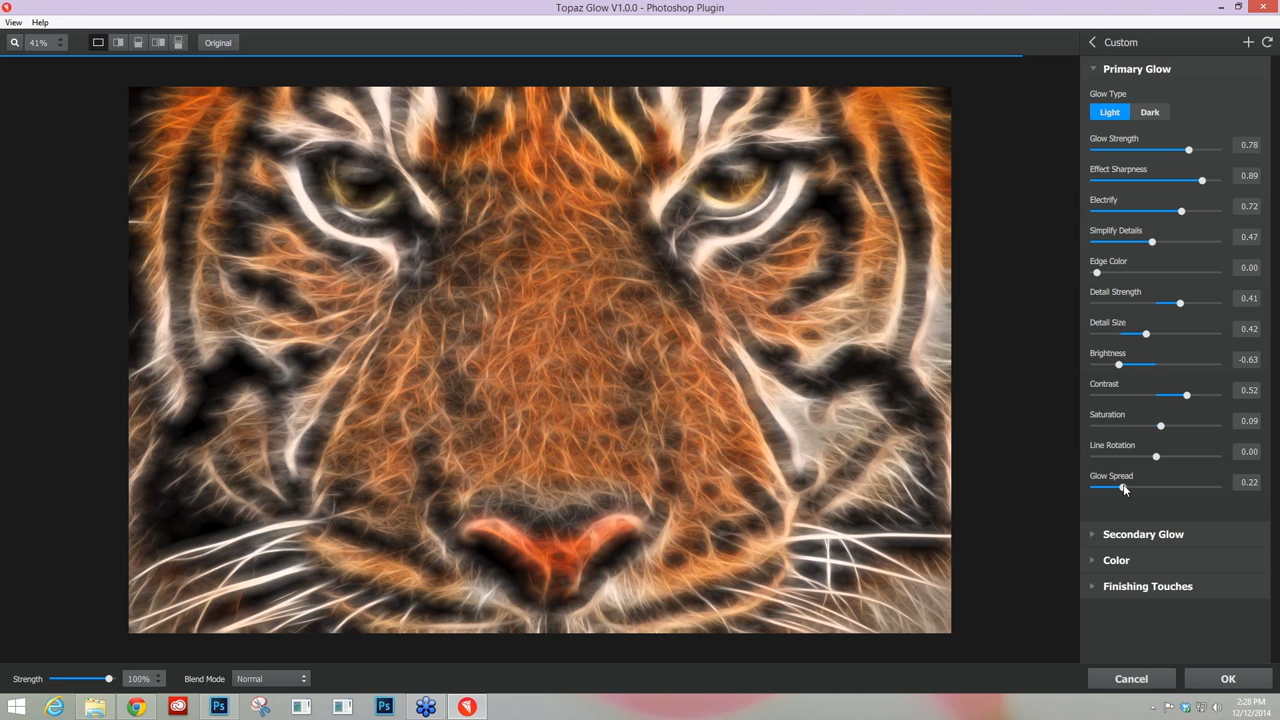 Topaz Glow V1.0.0 - Photoshop Plugin
View Help
41% Original Custom
Primary Glow
Glow Type
Light Dark
Glow Strength
0.78
Effect Sharpness
0.89
Electrify
0.72
Simplify Details
0.47
Edge Color
0.00
Detail Strength
0.41
Detail Size
0.42
Brightness
-0.63
Contrast
0.52
Saturation
0.09
Line Rotation
0.00
Glow Spread
0.22
Secondary Glow
Color
Finishing Touches
Strength 100% Blend Mode Normal Cancel OK
Ps Ps
2:28 PM
12/12/2014